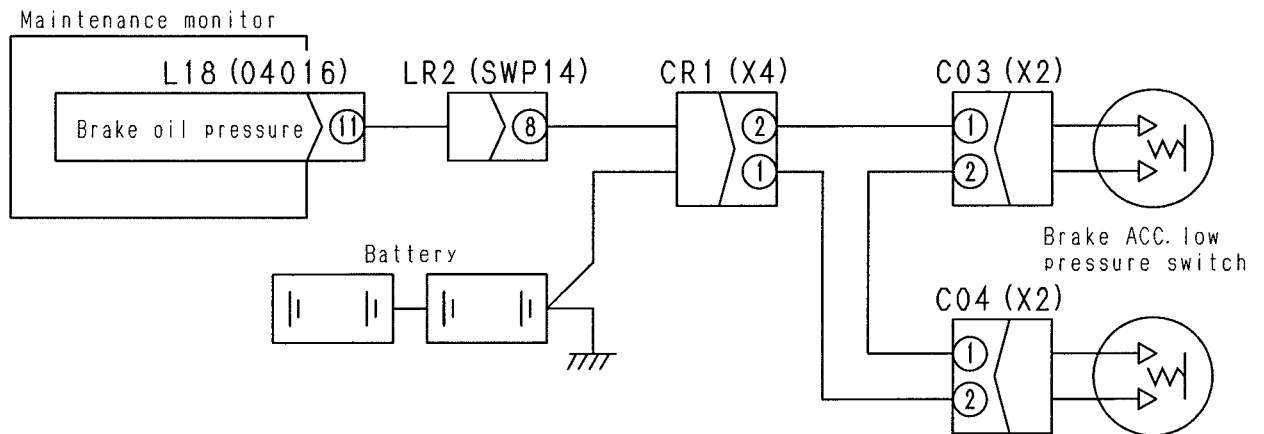 Maintenance monitor
L18 (04016)
LR2 (SWP14)
CR1 (X4)
C03 (X2)
Brake oil pressure
11
8
2
1
1
2
Battery
Brake ACC. low
pressure switch
C04 (X2)
1
2